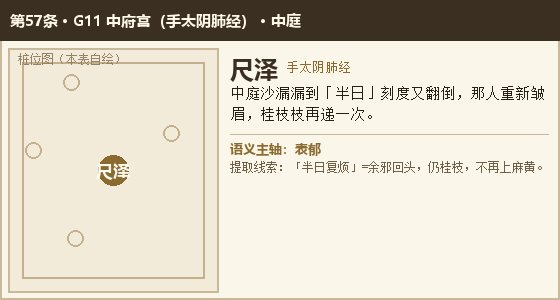 第57条·G11 中府宫（手太阴肺经）·中庭
桩位图（本表自绘）
尺泽
尺泽 手太阴肺经
中庭沙漏漏到「半日」刻度又翻倒，那人重新皱
眉，桂枝枝再递一次。
语义主轴：表郁
提取线索：「半日复烦」=余邪回头，仍桂枝，不再上麻黄。